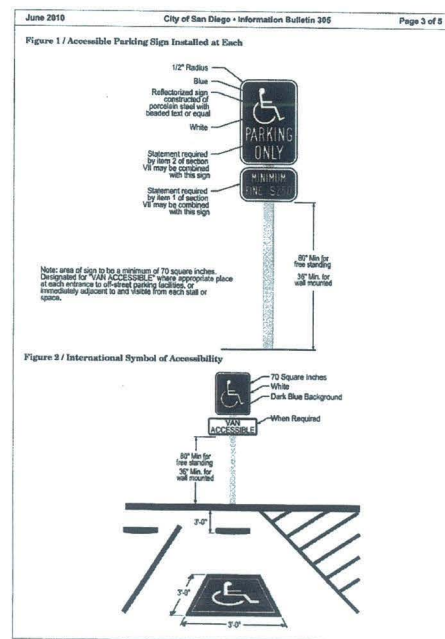 June 2010
City of San Diego • Information Bulletin 305
Page 3 of 5
Figure 1 / Accessible Parking Sign Installed at Each
1/2" Radius
Blue
Reflectorized sign
constructed of
porcelain steel with
beaded text or equal
White
Statement required
by item 2 of section
VII may be combined
with this sign
Statement required
by item 1 of section
VII may be combined
with this sign
PARKING
ONLY
MINIMUM
FINE $250
80" Min for
free standing
36" Min. for
wall mounted
Note: area of sign to be a minimum of 70 square inches.
Designated for "VAN ACCESSIBLE" where appropriate place
at each entrance to off-street parking facilities, or
immediately adjacent to and visible from each stall or
space.
Figure 2 / International Symbol of Accessibility
70 Square Inches
White
Dark Blue Background
VAN
ACCESSIBLE
When Required
80" Min for
free standing
36" Min. for
wall mounted
3'-0"
3'-0"
3'-0"